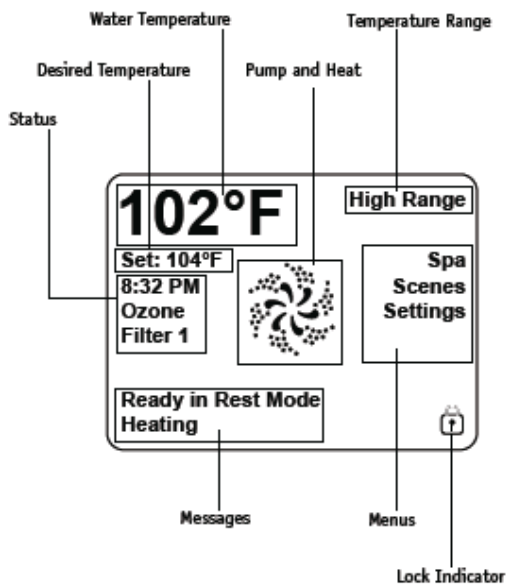 Water Temperature
Temperature Range
Desired Temperature
Pump and Heat
Status
102°F
High Range
Set: 104ºF
8:32 PM
Ozone
Filter 1
Spa
Scenes
Settings
Ready in Rest Mode
Heating
Messages
Menus
Lock Indicator